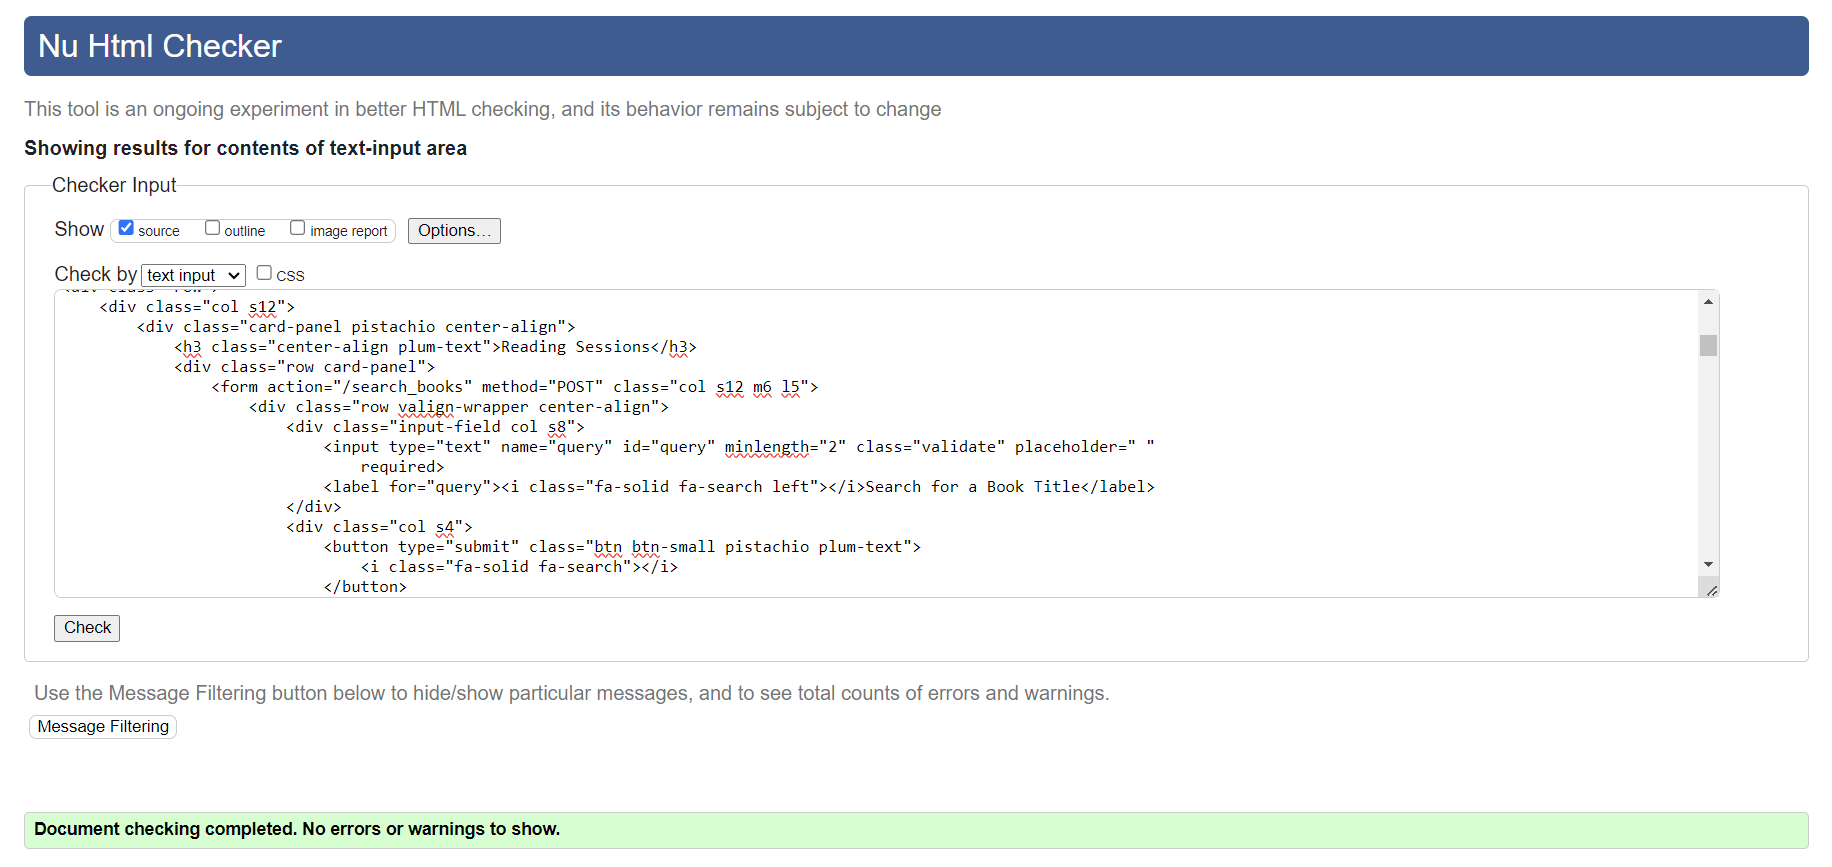 Nu Html Checker
This tool is an ongoing experiment in better HTML checking, and its behavior remains subject to change
Showing results for contents of text-input area
Checker Input
Show source outline image report Options...
Check by text input CSS
<div class="col s12">
<div class="card-panel pistachio center-align">
<h3 class="center-align plum-text">Reading Sessions</h3>
<div class="row card-panel">
<form action="/search_books" method="POST" class="col s12 m6 l5">
<div class="row valign-wrapper center-align">
<div class="input-field col s8">
<input type="text" name="query" id="query" minlength="2" class="validate" placeholder=" "
required>
<label for="query"><i class="fa-solid fa-search left"></i>Search for a Book Title</label>
</div>
<div class="col s4">
<button type="submit" class="btn btn-small pistachio plum-text">
<i class="fa-solid fa-search"></i>
</button>
Check
Use the Message Filtering button below to hide/show particular messages, and to see total counts of errors and warnings.
Message Filtering
Document checking completed. No errors or warnings to show.